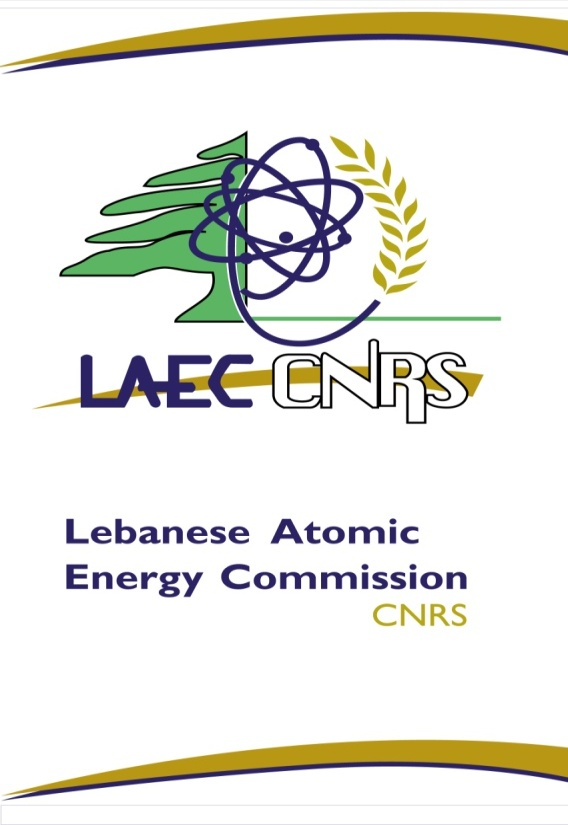 LAEC CNRS
Lebanese Atomic
Energy Commission
CNRS